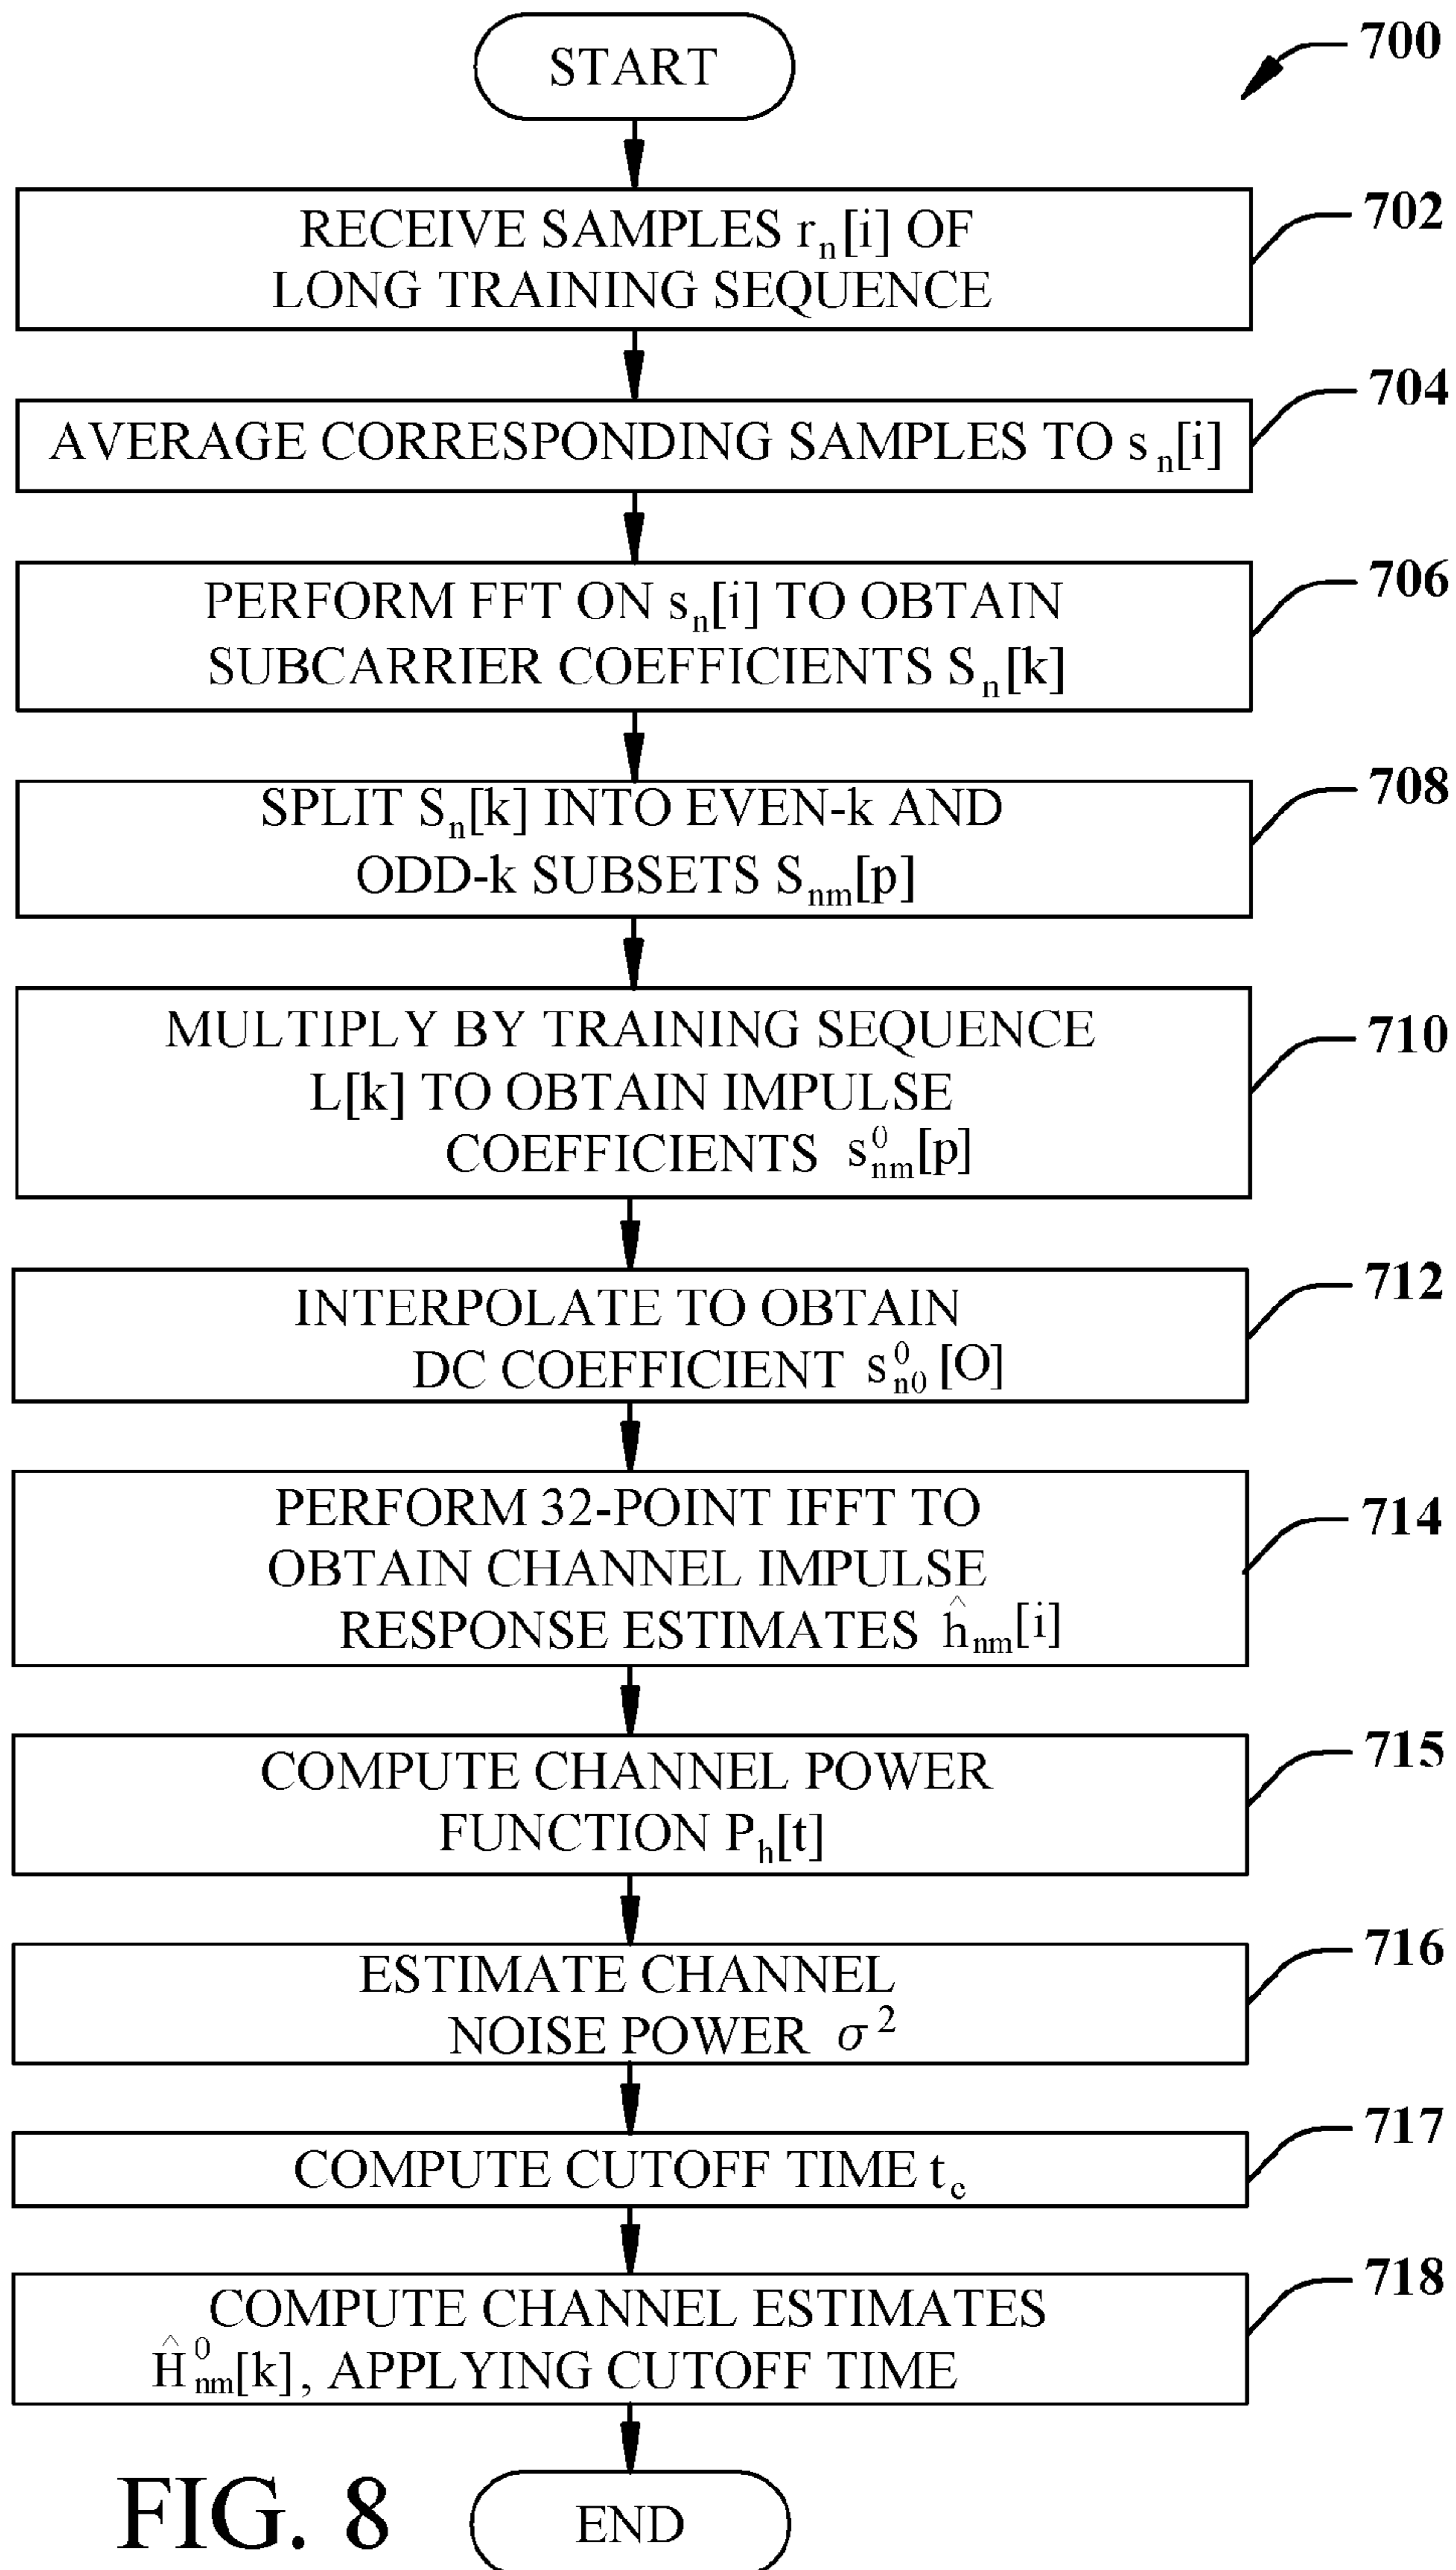 START
700
RECEIVE SAMPLES rₙ[i] OF
LONG TRAINING SEQUENCE
702
AVERAGE CORRESPONDING SAMPLES TO sₙ[i]
704
PERFORM FFT ON sₙ[i] TO OBTAIN
SUBCARRIER COEFFICIENTS Sₙ[k]
706
SPLIT Sₙ[k] INTO EVEN-k AND
ODD-k SUBSETS Sₙₘ[p]
708
MULTIPLY BY TRAINING SEQUENCE
L[k] TO OBTAIN IMPULSE
COEFFICIENTS s⁰ₙₘ[p]
710
INTERPOLATE TO OBTAIN
DC COEFFICIENT s⁰ₙ₀[O]
712
PERFORM 32-POINT IFFT TO
OBTAIN CHANNEL IMPULSE
RESPONSE ESTIMATES ĥₙₘ[i]
714
COMPUTE CHANNEL POWER
FUNCTION Pₕ[t]
715
ESTIMATE CHANNEL
NOISE POWER σ²
716
COMPUTE CUTOFF TIME t_c
717
COMPUTE CHANNEL ESTIMATES
Ĥ⁰ₙₘ[k], APPLYING CUTOFF TIME
718
FIG. 8
END